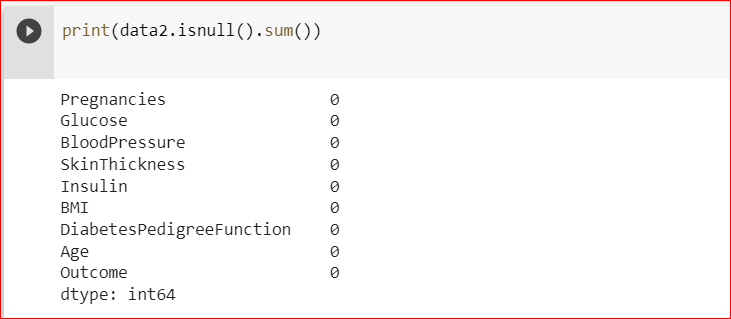 print(data2.isnull().sum())
Pregnancies 0
Glucose 0
BloodPressure 0
SkinThickness 0
Insulin 0
BMI 0
DiabetesPedigreeFunction 0
Age 0
Outcome 0
dtype: int64